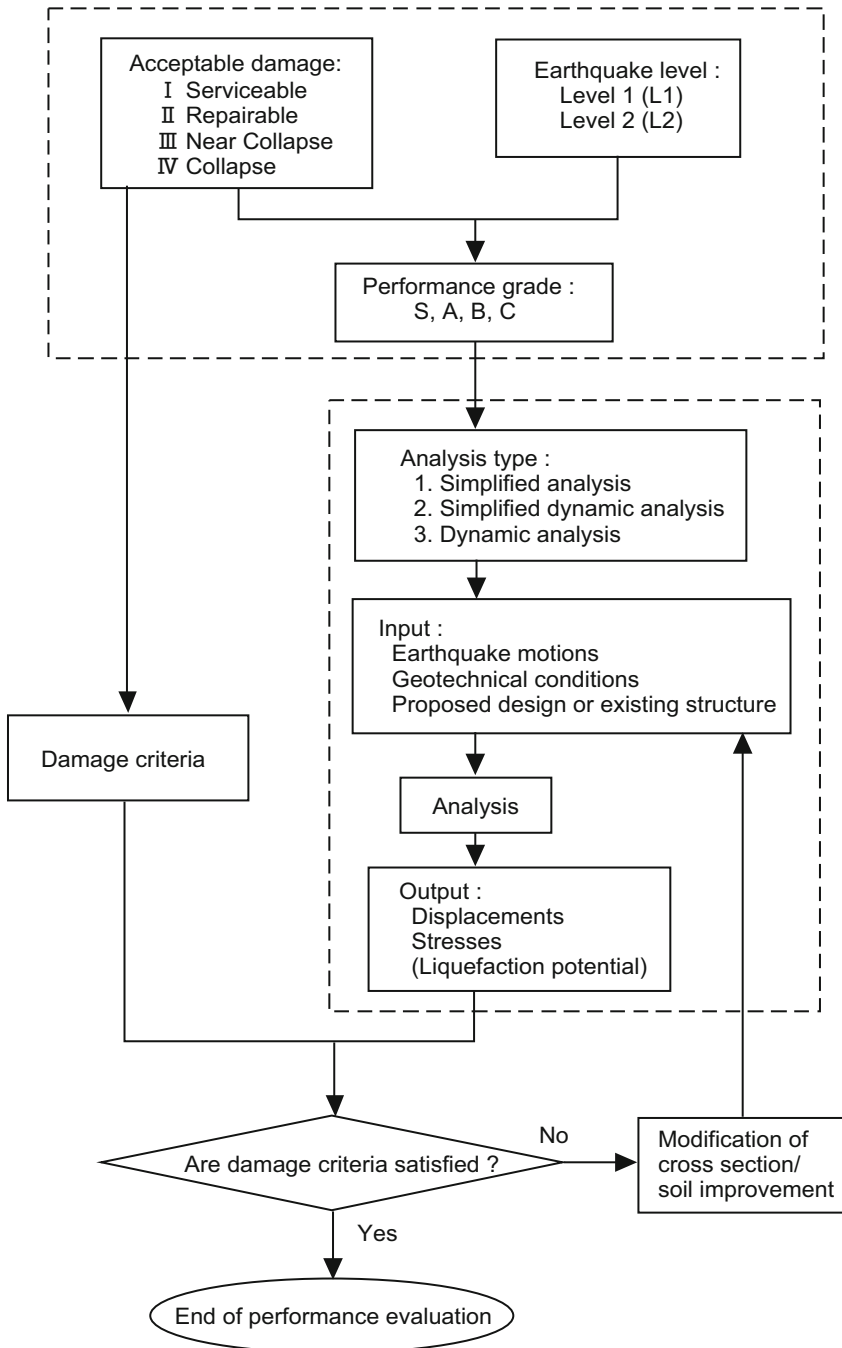 Acceptable damage:
Ⅰ Serviceable
Ⅱ Repairable
Ⅲ Near Collapse
Ⅳ Collapse
Earthquake level :
Level 1 (L1)
Level 2 (L2)
Performance grade :
S, A, B, C
Analysis type :
1. Simplified analysis
2. Simplified dynamic analysis
3. Dynamic analysis
Input :
Earthquake motions
Geotechnical conditions
Proposed design or existing structure
Damage criteria
Analysis
Output :
Displacements
Stresses
(Liquefaction potential)
Are damage criteria satisfied ?
No
Modification of
cross section/
soil improvement
Yes
End of performance evaluation